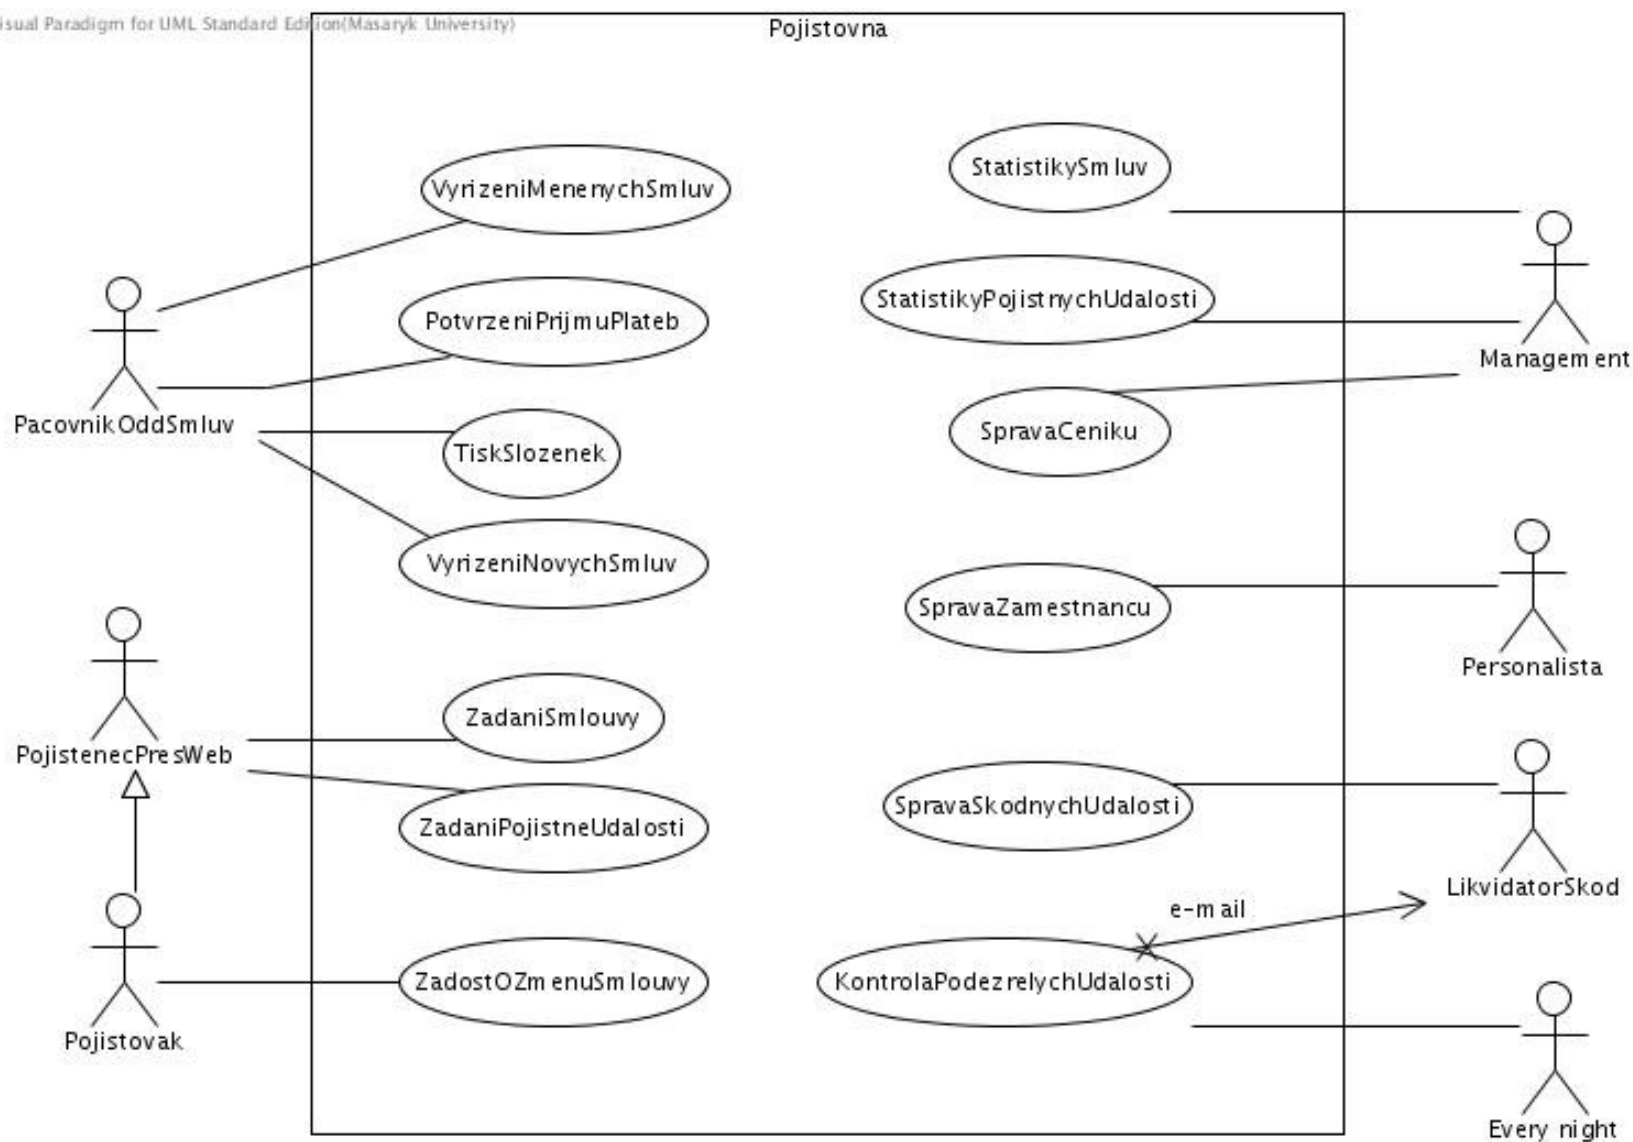 isual Paradigm for UML Standard Edition(Masaryk University)
Pojistovna
VyrizeniMenenychSmluv
StatistikySmluv
PotvrzeniPrijmuPlateb
StatistikyPojistnychUdalosti
Management
PacovnikOddSmluv
TiskSlozenek
SpravaCeniku
VyrizeniNovychSmluv
SpravaZamestnancu
Personalista
PojistenecPresWeb
ZadaniSmlouvy
ZadaniPojistneUdalosti
SpravaSkodnychUdalosti
LikvidatorSkod
e-mail
ZadostOZmenuSmlouvy
KontrolaPodezrelychUdalosti
Pojistovak
Every night